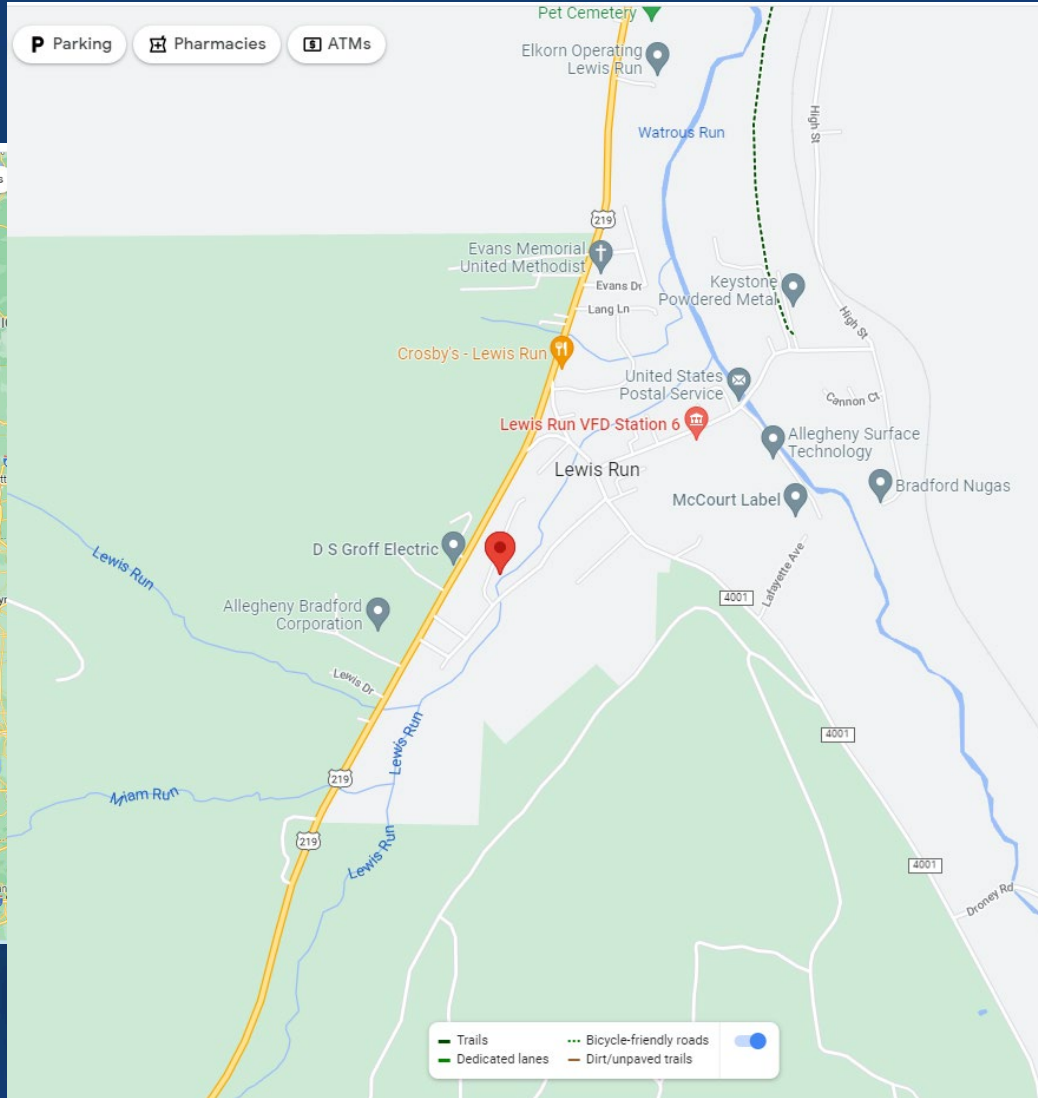 Parking
Pharmacies
ATMs
Pet Cemetery
Elkorn Operating
Lewis Run
Watrous Run
High St
219
Evans Memorial
United Methodist
Evans Dr
Keystone
Powdered Metal
Lang Ln
High St
Crosby's - Lewis Run
United States
Postal Service
Cannon Ct
Lewis Run VFD Station 6
Allegheny Surface
Technology
Lewis Run
McCourt Label
Bradford Nugas
D S Groff Electric
Lewis Run
Lafayette Ave
4001
Allegheny Bradford
Corporation
Lewis Dr
Lewis Run
4001
219
Miam Run
219
Lewis Run
4001
Droney Rd
Trails
Bicycle-friendly roads
Dedicated lanes
Dirt/unpaved trails